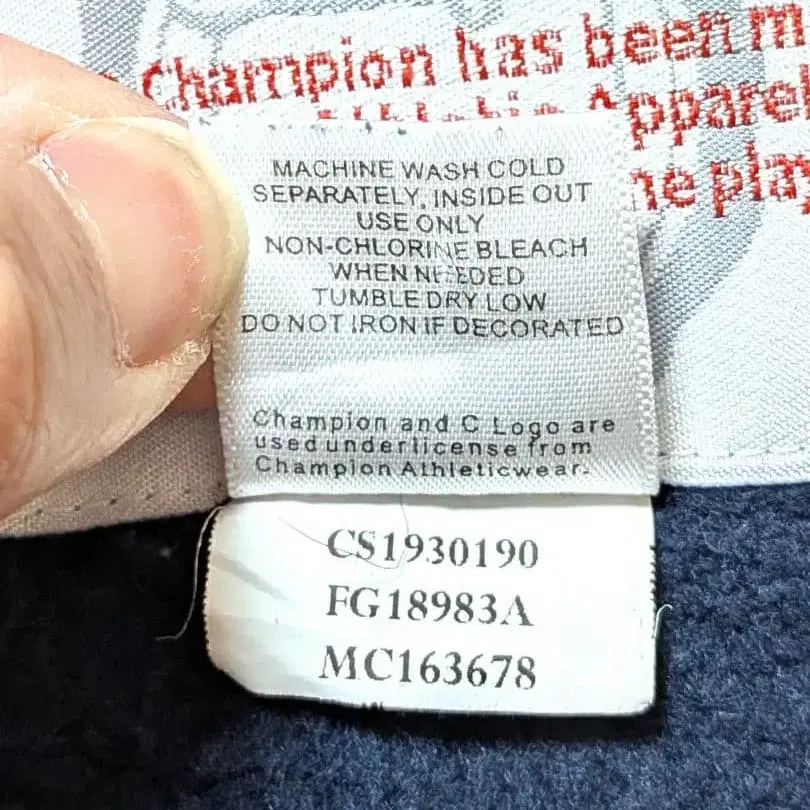 Champion has been m
Apparel
he play
MACHINE WASH COLD
SEPARATELY, INSIDE OUT
USE ONLY
NON-CHLORINE BLEACH
WHEN NEEDED
TUMBLE DRY LOW
DO NOT IRON IF DECORATED
Champion and C Logo are
used under license from
Champion Athleticwear.
CS1930190
FG18983A
MC163678